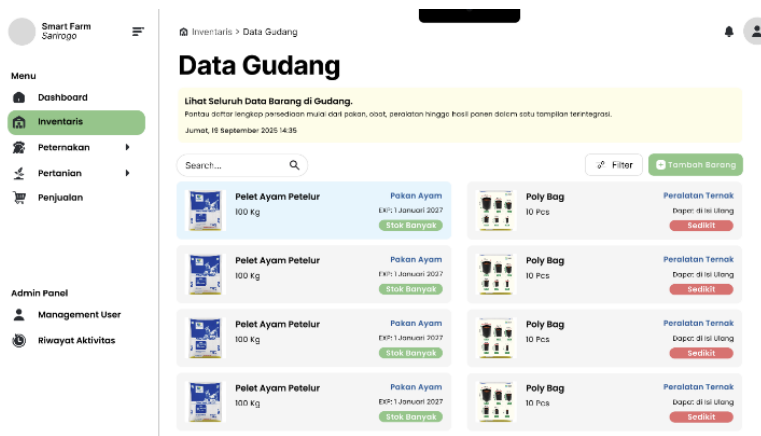 Smart Farm
Sarirogo
Menu
Dashboard
Inventaris
Peternakan
Pertanian
Penjualan
Admin Panel
Management User
Riwayat Aktivitas
Inventaris > Data Gudang
Data Gudang
Lihat Seluruh Data Barang di Gudang.
Pantau daftar lengkap persediaan mulai dari pakan, obat, peralatan hingga hasil panen dalam satu tampilan terintegrasi.
Jumat, 19 September 2025 14:35
Search...
Filter
Tambah Barang
Pelet Ayam Petelur
Pakan Ayam
100 Kg
EXP: 1 Januari 2027
Stok Banyak
Poly Bag
Peralatan Ternak
10 Pcs
Dapat di Isi Ulang
Sedikit
Pelet Ayam Petelur
Pakan Ayam
100 Kg
EXP: 1 Januari 2027
Stok Banyak
Poly Bag
Peralatan Ternak
10 Pcs
Dapat di Isi Ulang
Sedikit
Pelet Ayam Petelur
Pakan Ayam
100 Kg
EXP: 1 Januari 2027
Stok Banyak
Poly Bag
Peralatan Ternak
10 Pcs
Dapat di Isi Ulang
Sedikit
Pelet Ayam Petelur
Pakan Ayam
100 Kg
EXP: 1 Januari 2027
Stok Banyak
Poly Bag
Peralatan Ternak
10 Pcs
Dapat di Isi Ulang
Sedikit